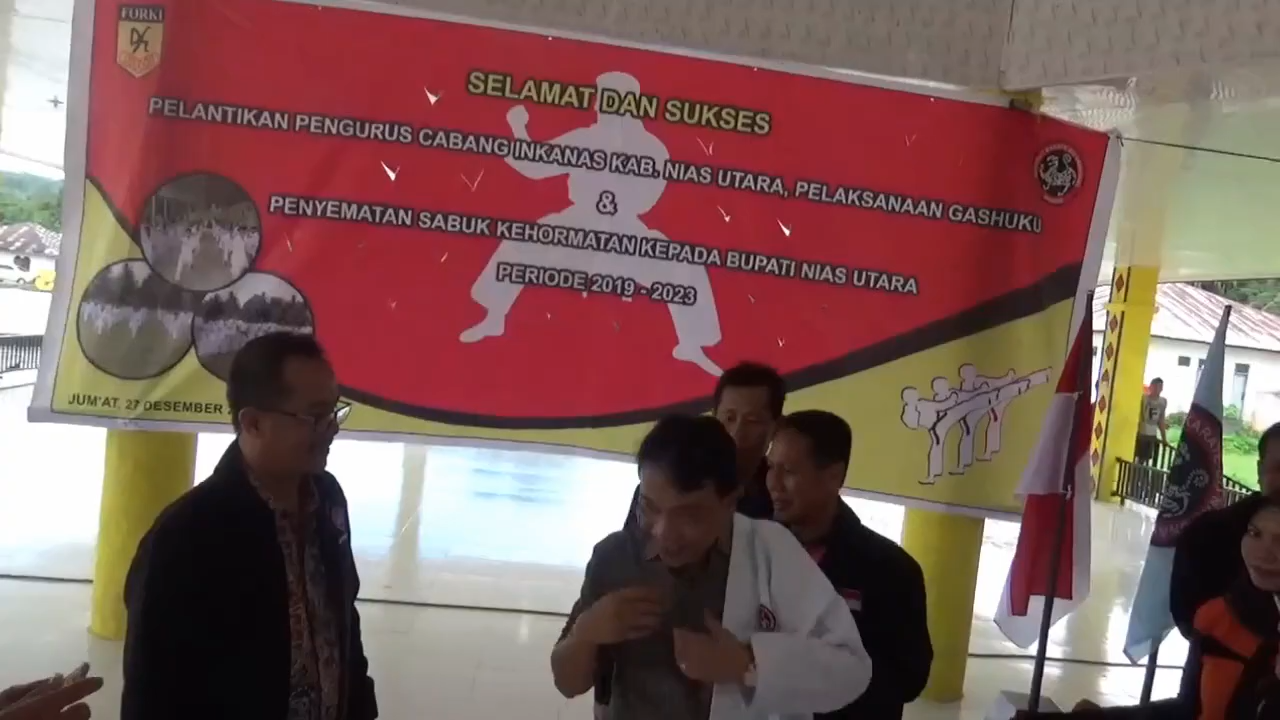 FORKI
SELAMAT DAN SUKSES
PELANTIKAN PENGURUS CABANG INKANAS KAB. NIAS UTARA, PELAKSANAAN GASHUKU
&
PENYEMATAN SABUK KEHORMATAN KEPADA BUPATI NIAS UTARA
PERIODE 2019 - 2023
JUM'AT, 27 DESEMBER